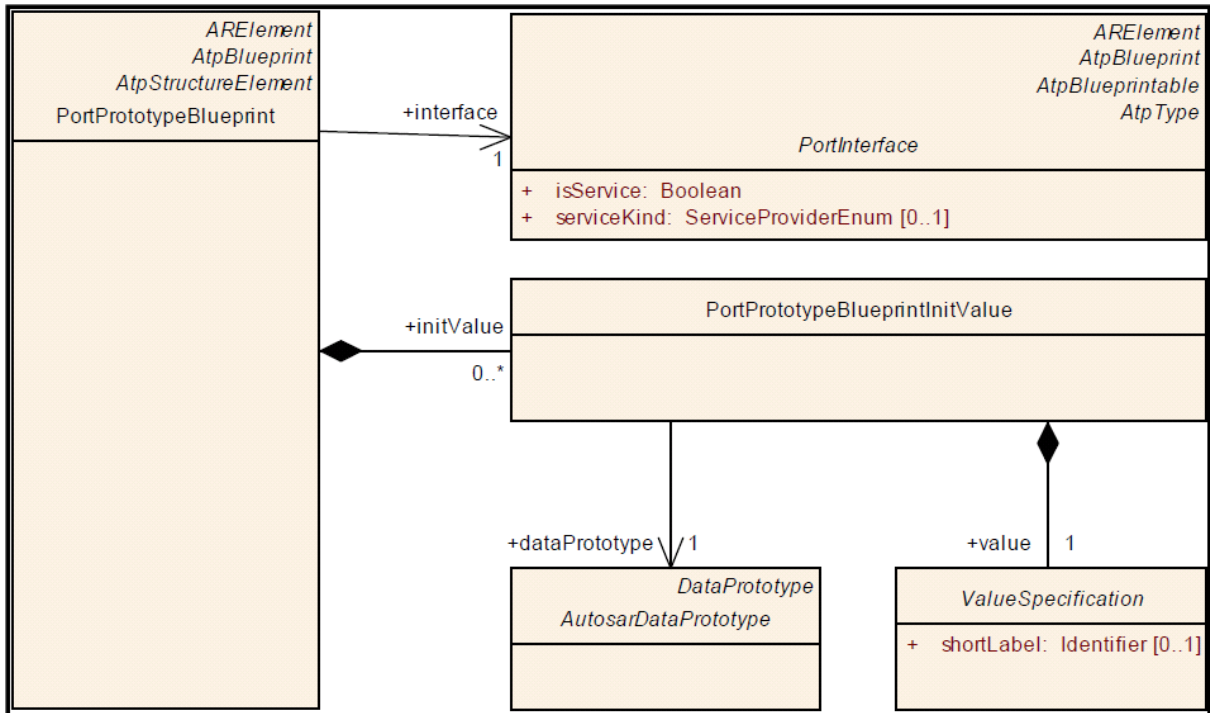 ARElement
AtpBlueprint
AtpStructureElement
PortPrototypeBlueprint
+interface
1
ARElement
AtpBlueprint
AtpBlueprintable
AtpType
PortInterface
+ isService: Boolean
+ serviceKind: ServiceProviderEnum [0..1]
+initValue
0..*
PortPrototypeBlueprintInitValue
+dataPrototype
1
+value
1
DataPrototype
AutosarDataPrototype
ValueSpecification
+ shortLabel: Identifier [0..1]